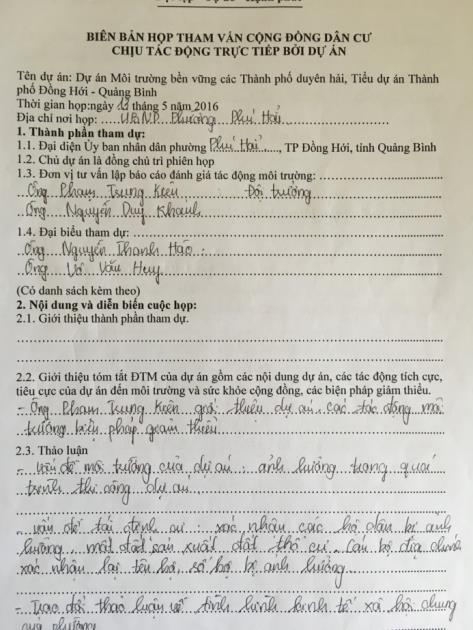 BIÊN BẢN HỌP THAM VẤN CỘNG ĐỒNG DÂN CƯ
CHỊU TÁC ĐỘNG TRỰC TIẾP BỞI DỰ ÁN
Tên dự án: Dự án Môi trường bền vững các Thành phố duyên hải, Tiểu dự án Thành
phố Đồng Hới - Quảng Bình
Thời gian họp:ngày tháng 5 năm 2016
Địa chỉ nơi họp: UBND. Phường Phú Hải
1. Thành phần tham dự:
1.1. Đại diện Ủy ban nhân dân phường Phú Hải, TP Đồng Hới, tỉnh Quảng Bình
1.2. Chủ dự án là đồng chủ trì phiên họp
1.3. Đơn vị tư vấn lập báo cáo đánh giá tác động môi trường:
Ông Phạm Trung Kiên Đội trưởng
Ông Nguyễn Duy Khanh
1.4. Đại biểu tham dự:
Ông Nguyễn Thanh Hảo
Ông Võ Văn Huy
(Có danh sách kèm theo)
2. Nội dung và diễn biến cuộc họp:
2.1. Giới thiệu thành phần tham dự.
2.2. Giới thiệu tóm tắt ĐTM của dự án gồm các nội dung dự án, các tác động tích cực,
tiêu cực của dự án đến môi trường và sức khỏe cộng đồng, các biện pháp giảm thiểu.
- Ông Phạm Trung Kiên giới thiệu dự án, các tác động môi
trường biện pháp giảm thiểu
2.3. Thảo luận
- Vấn đề môi trường của dự án: ảnh hưởng trong quá
trình thi công dự án
- vấn đề tái định cư: xác nhận các hộ dân bị ảnh
hưởng mất đất sản xuất đất thổ cư. Cán bộ địa chính
xác nhận lại tên hộ, số hộ bị ảnh hưởng
- Trao đổi thảo luận về tình hình kinh tế xã hội chung
của phường